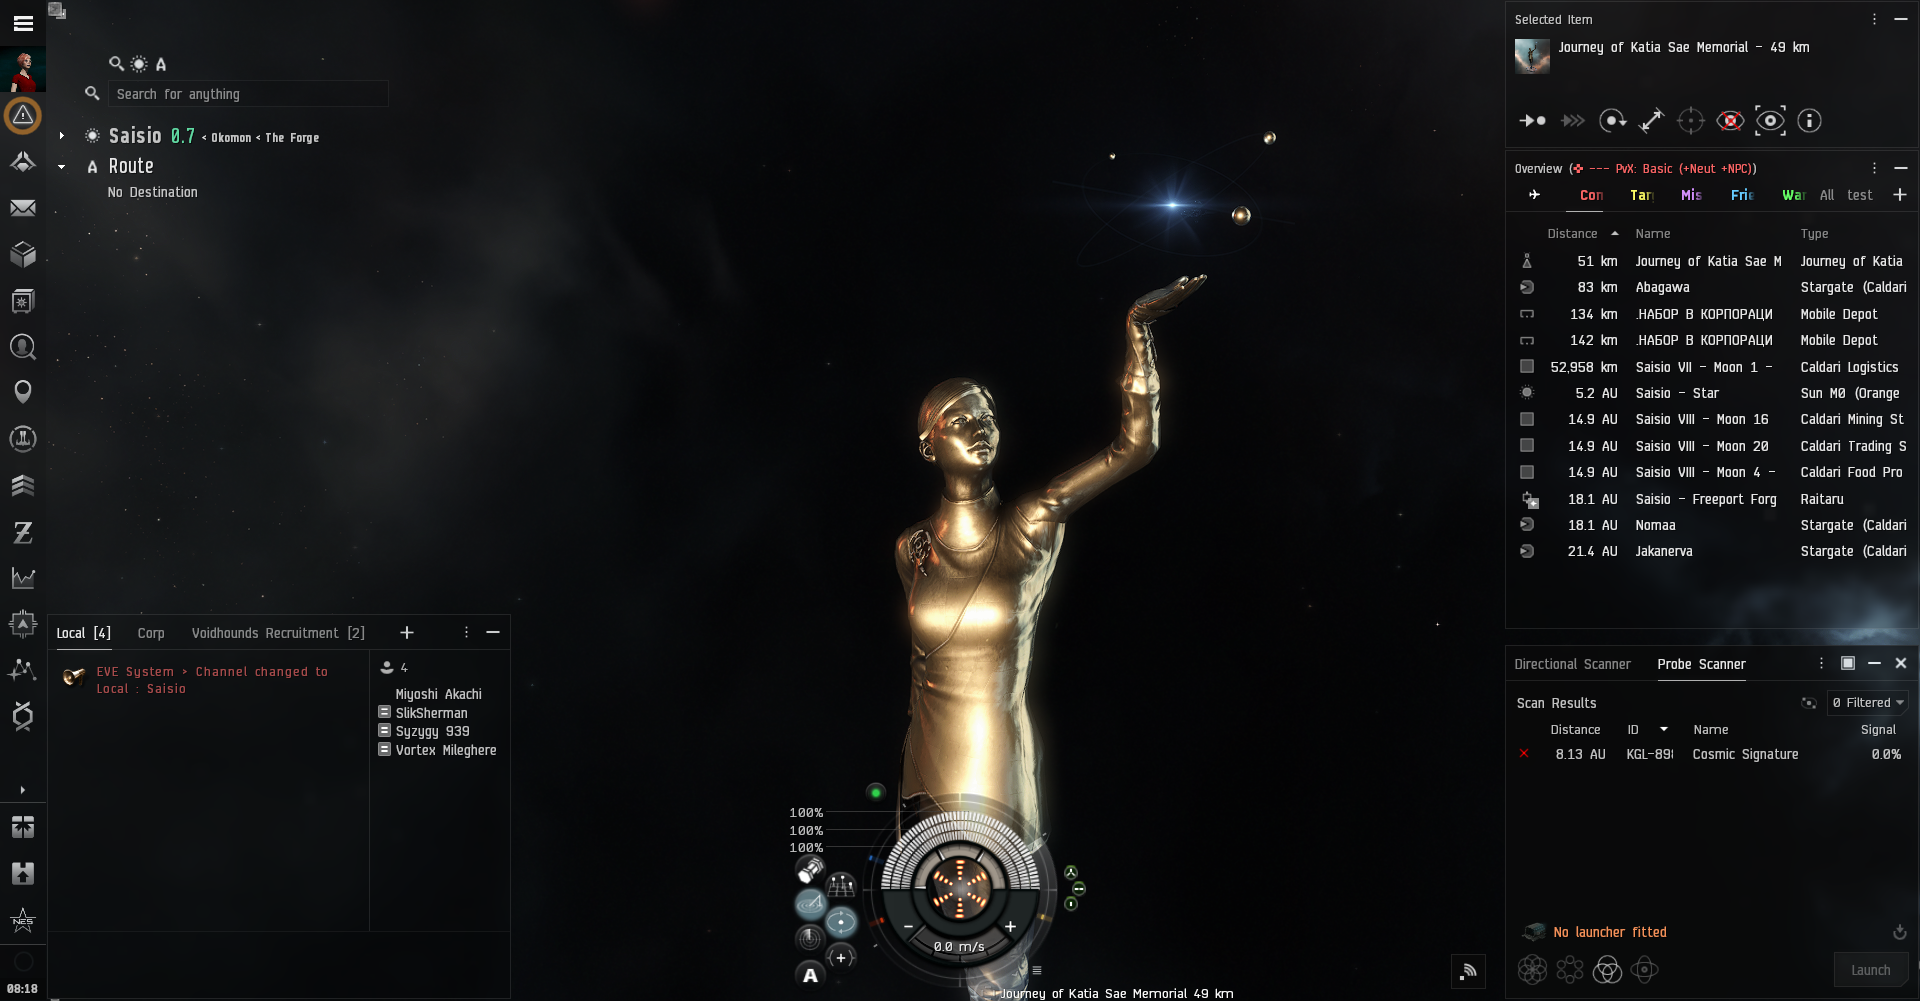 Search for anything
Saisio 0.7 < Okomon < The Forge
Route
No Destination
Local [4]
Corp
Voidhounds Recruitment [2]
EVE System > Channel changed to
Local : Saisio
4
Miyoshi Akachi
SlikSherman
Syzygy 939
Vortex Mileghere
NES
08:18
100%
100%
100%
0.0 m/s
A
Journey of Katia Sae Memorial 49 km
Selected Item
Journey of Katia Sae Memorial - 49 km
Overview (--- PvX: Basic (+Neut +NPC))
Con Tar Mis Frie War All test
Distance Name Type
51 km Journey of Katia Sae M Journey of Katia
83 km Abagawa Stargate (Caldari
134 km .НАБОР В КОРПОРАЦИ Mobile Depot
142 km .НАБОР В КОРПОРАЦИ Mobile Depot
52,958 km Saisio VII - Moon 1 - Caldari Logistics
5.2 AU Saisio - Star Sun M0 (Orange
14.9 AU Saisio VIII - Moon 16 Caldari Mining St
14.9 AU Saisio VIII - Moon 20 Caldari Trading S
14.9 AU Saisio VIII - Moon 4 - Caldari Food Pro
18.1 AU Saisio - Freeport Forg Raitaru
18.1 AU Nomaa Stargate (Caldari
21.4 AU Jakanerva Stargate (Caldari
Directional Scanner
Probe Scanner
Scan Results
0 Filtered
Distance ID Name Signal
8.13 AU KGL-898 Cosmic Signature 0.0%
No launcher fitted
Launch